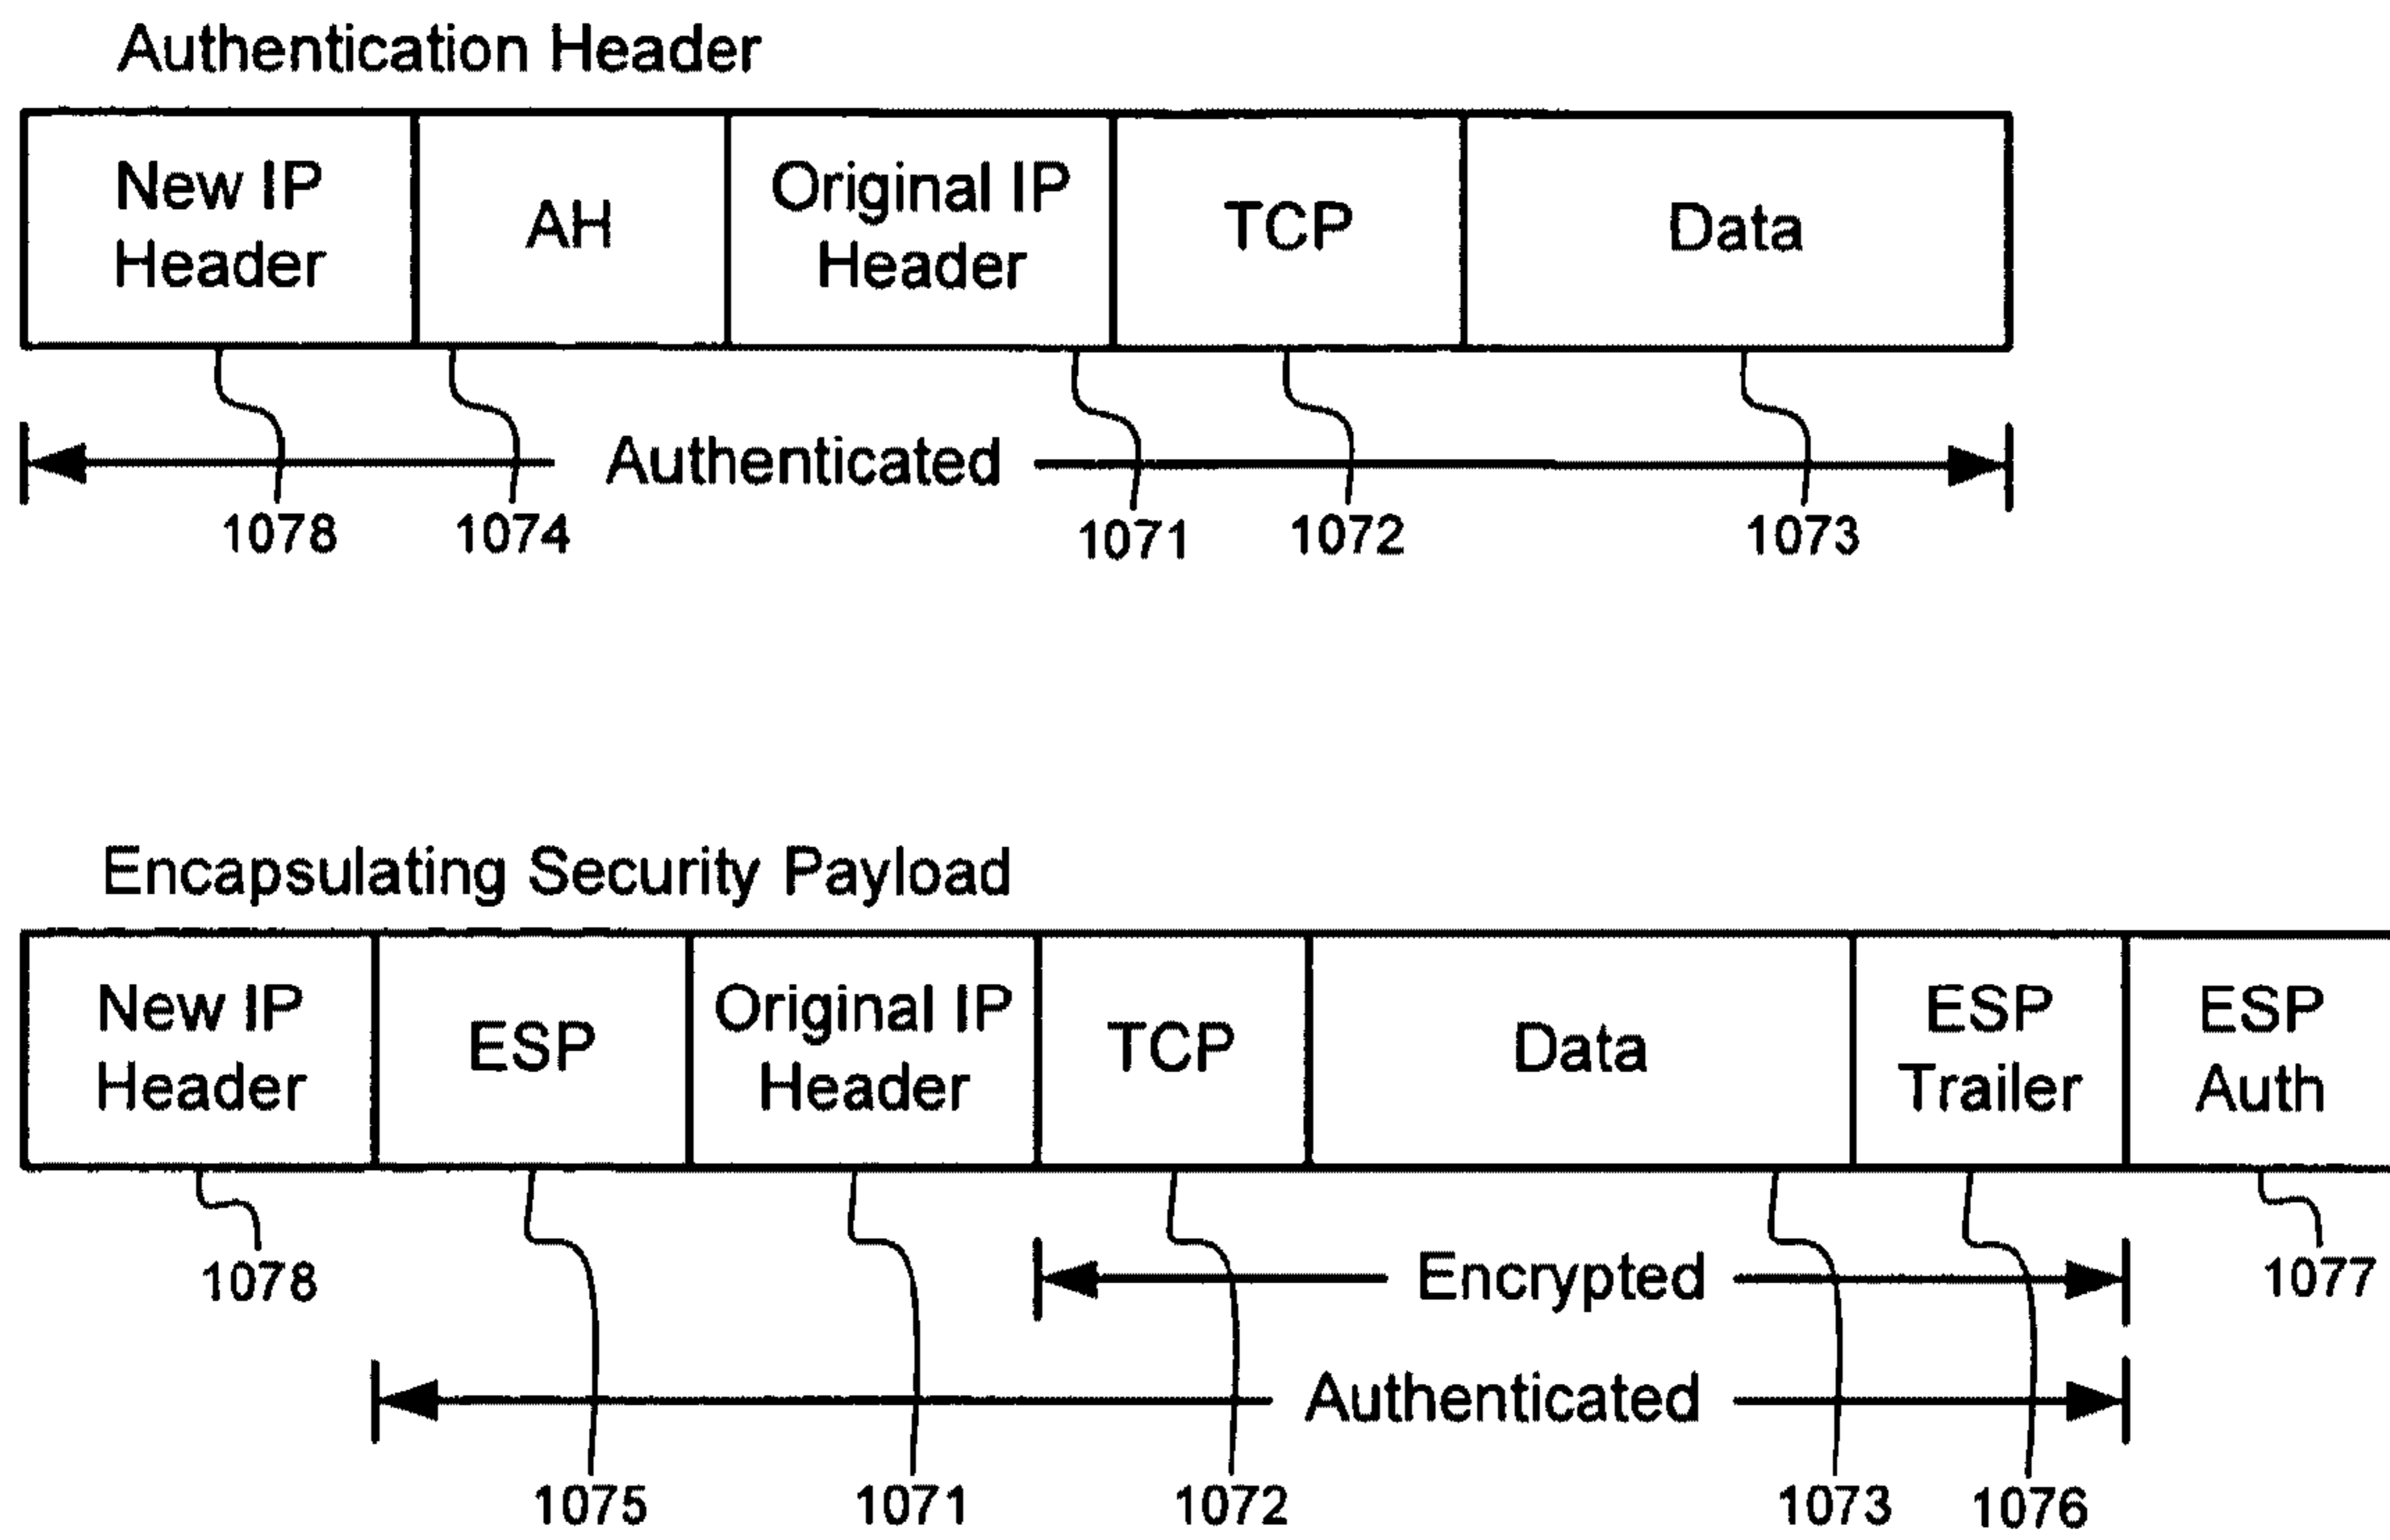 Authentication Header
New IP
Header
AH
Original IP
Header
TCP
Data
Authenticated
1078
1074
1071
1072
1073
Encapsulating Security Payload
New IP
Header
ESP
Original IP
Header
TCP
Data
ESP
Trailer
ESP
Auth
1078
Encrypted
1077
Authenticated
1075
1071
1072
1073
1076